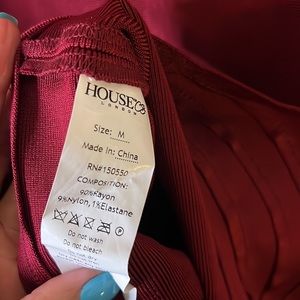 HOUSE CB
LONDON
Size: M
Made in: China
RN#150550
COMPOSITION:
90%Rayon
9%Nylon, 1%Elastane
Do not wash
Do not bleach